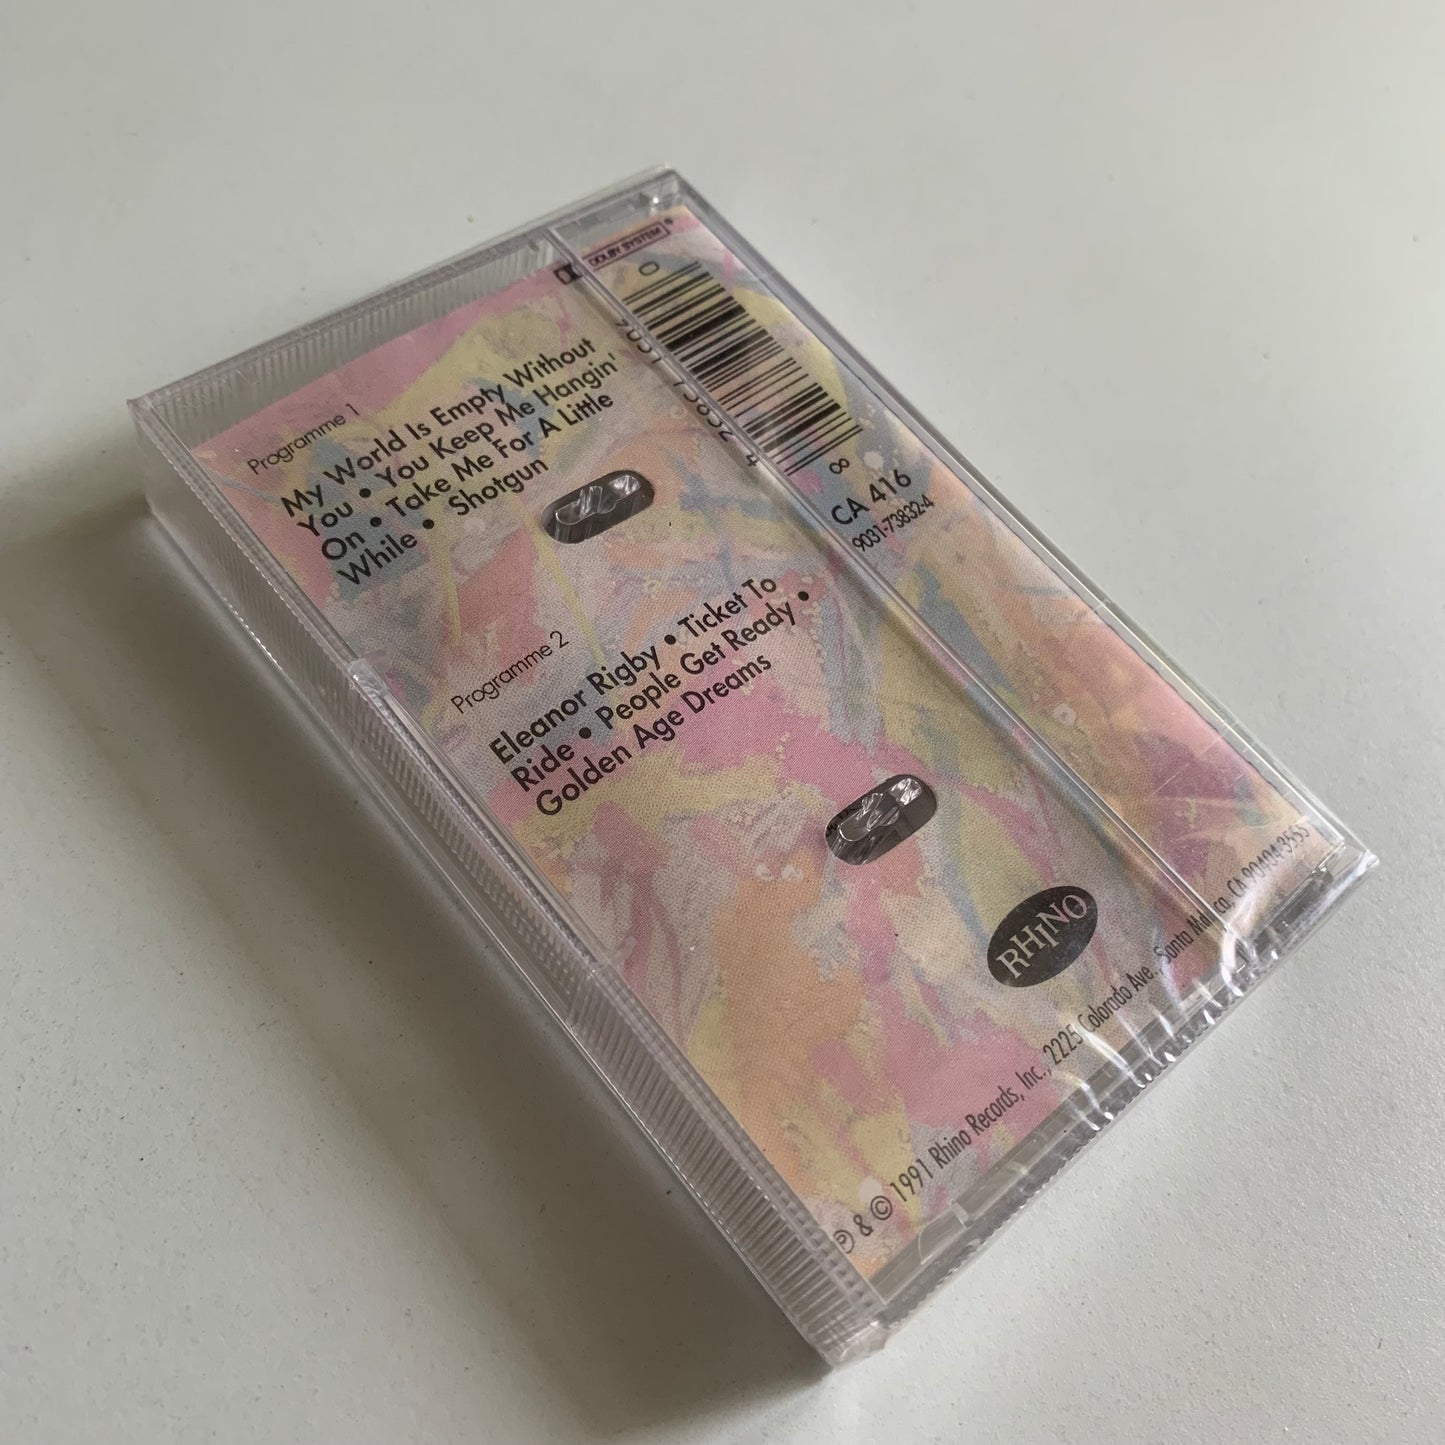 DOLBY SYSTEM
Programme 1
My World Is Empty Without
You • You Keep Me Hangin'
On • Take Me For A Little
While • Shotgun
Programme 2
Eleanor Rigby • Ticket To
Ride • People Get Ready •
Golden Age Dreams
CA 416
9031-73832-4
RHINO
℗ & © 1991 Rhino Records, Inc., 2225 Colorado Ave., Santa Monica, CA 90404-3555